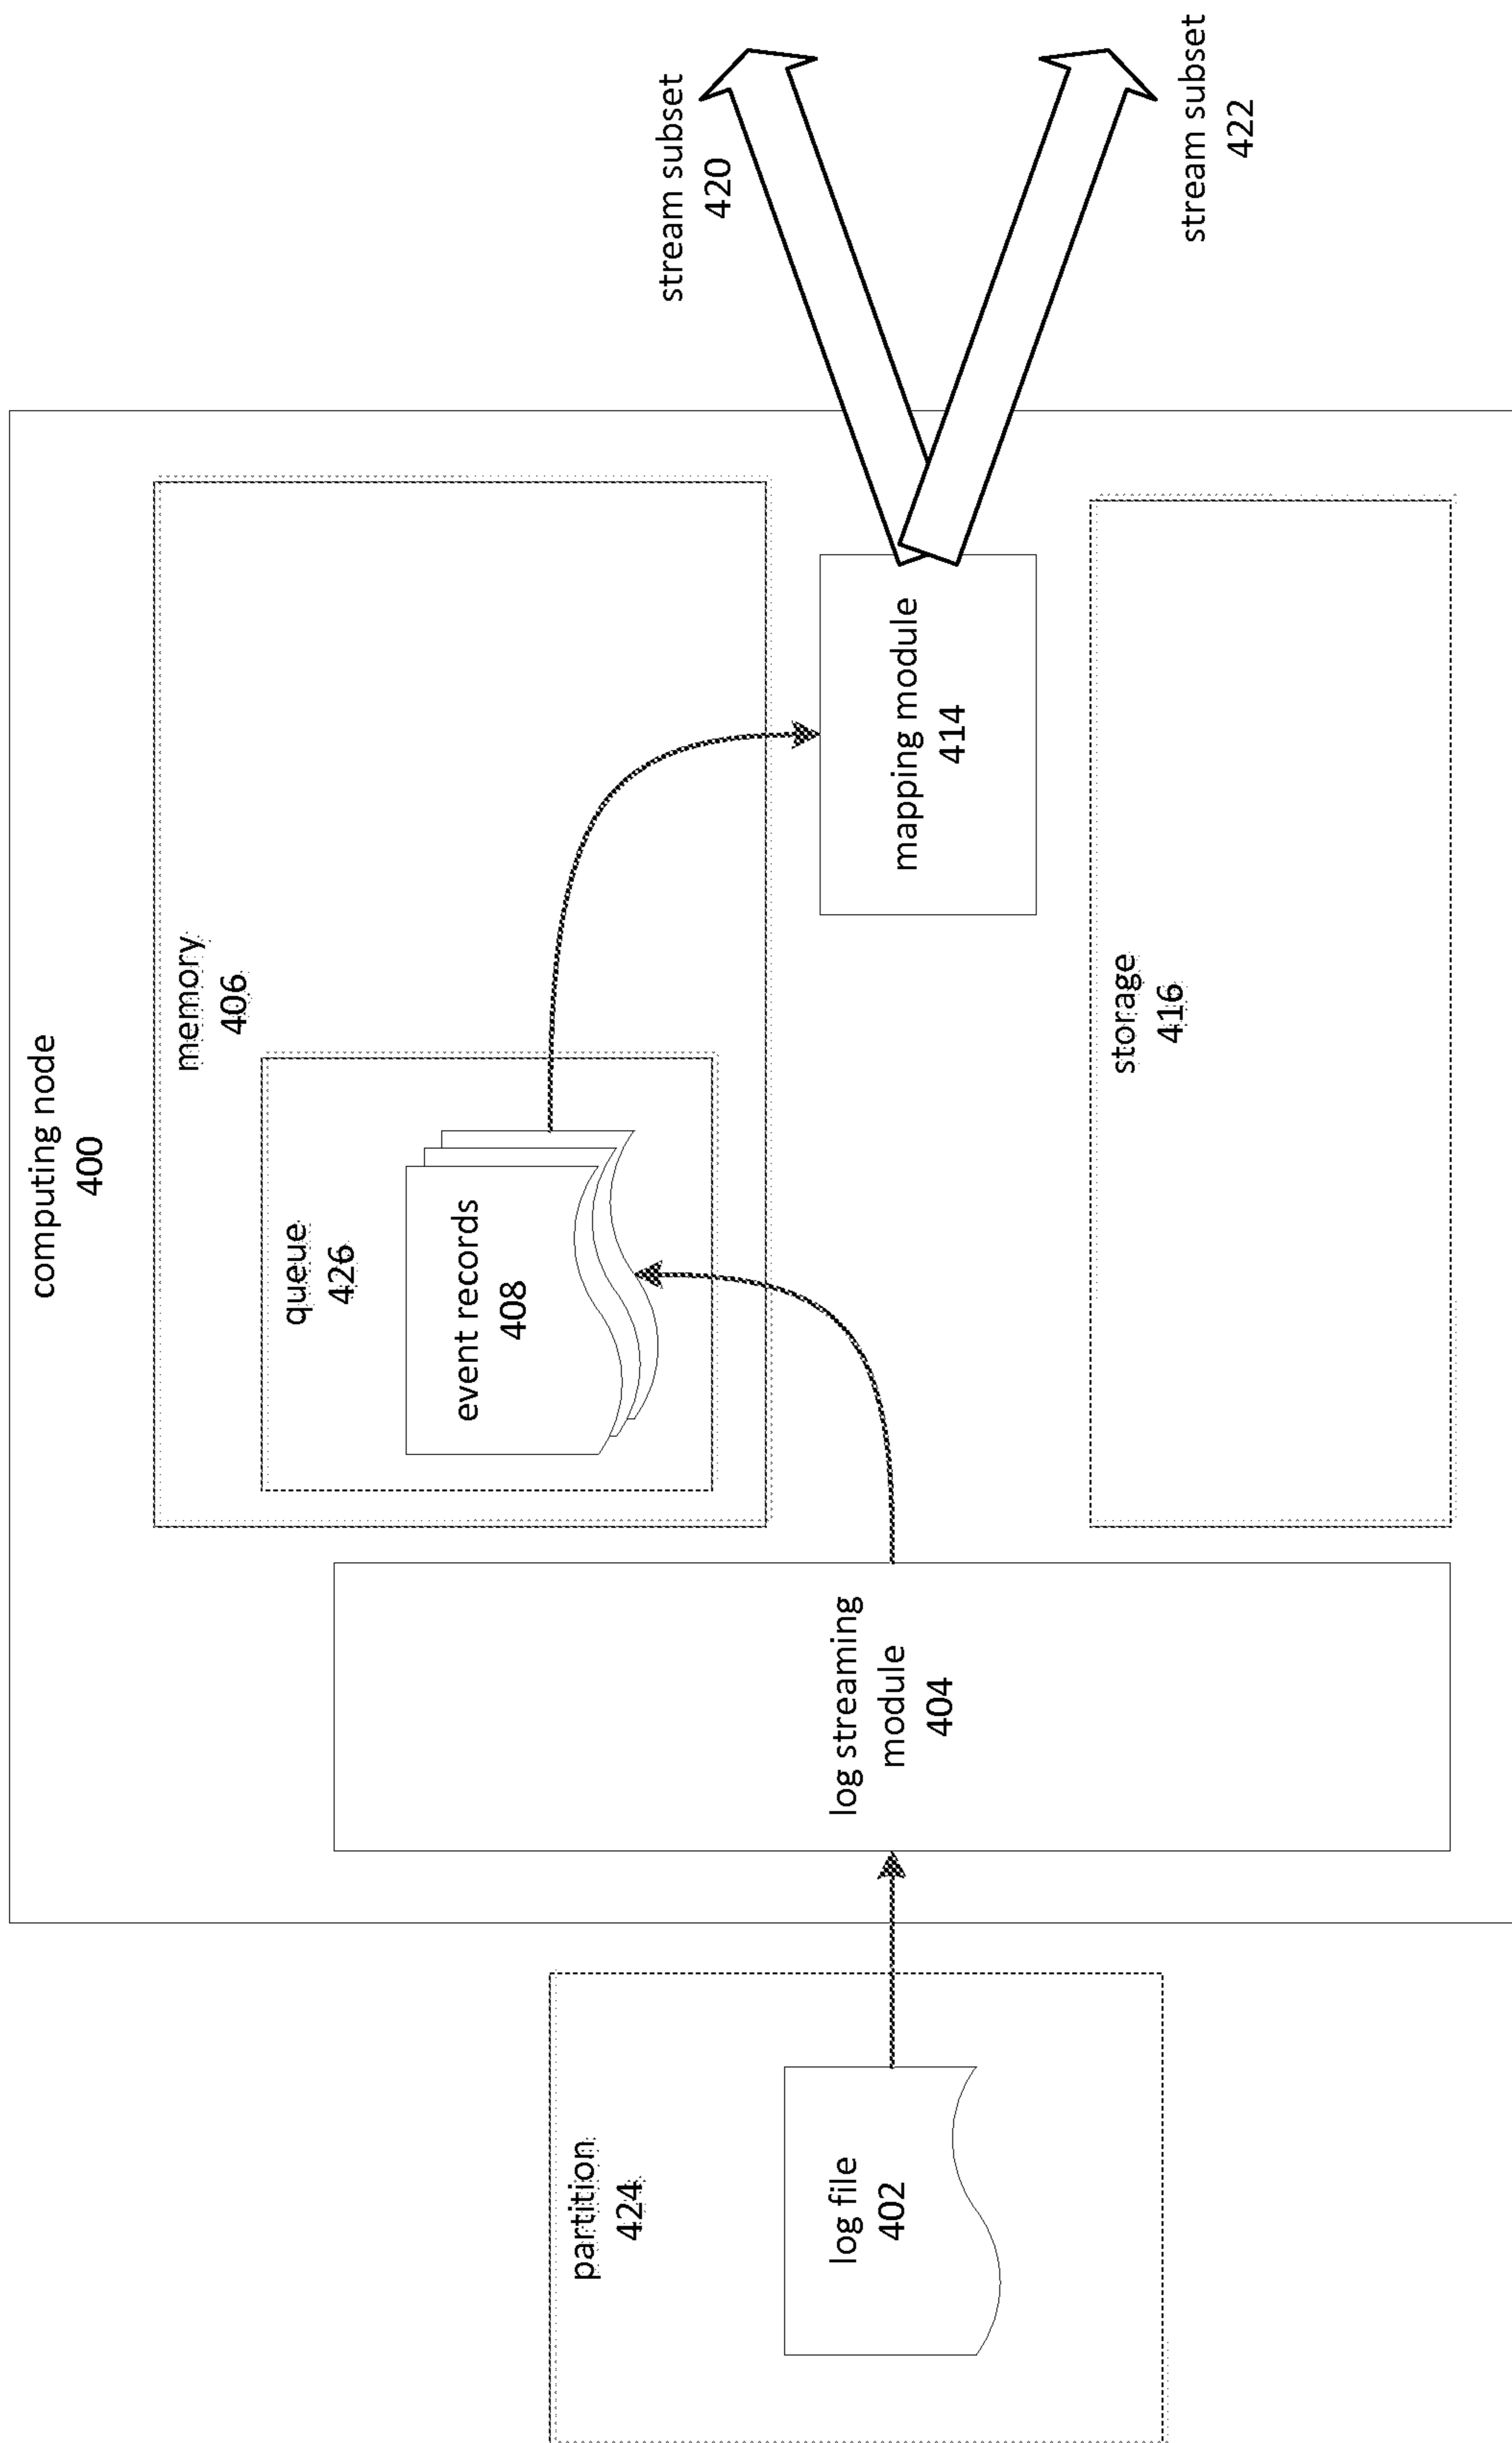 computing node
400
memory
406
queue
426
event records
408
stream subset
420
partition
424
log file
402
log streaming
module
404
mapping module
414
storage
416
stream subset
422